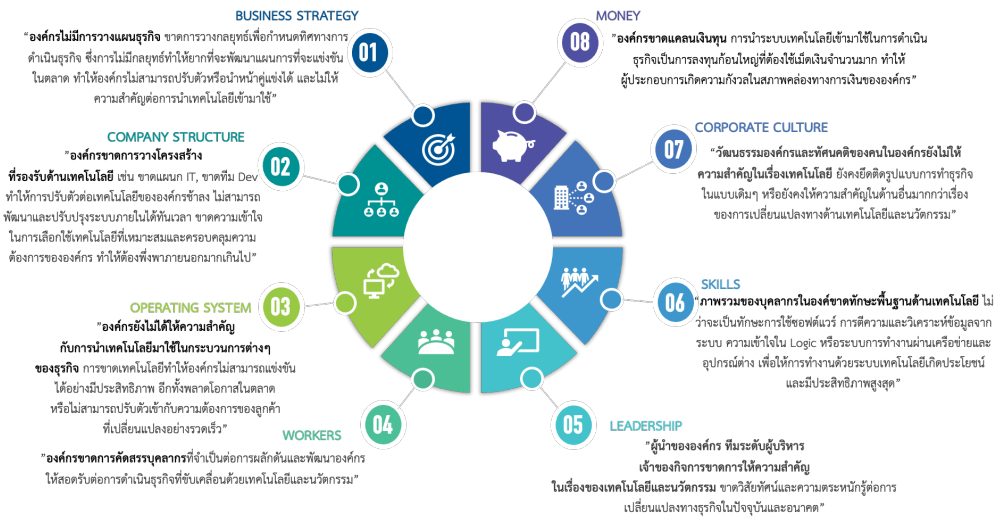 BUSINESS STRATEGY
01
"องค์กรไม่มีการวางแผนธุรกิจ ขาดการวางกลยุทธ์เพื่อกำหนดทิศทางการ
ดำเนินธุรกิจ ซึ่งการไม่มีกลยุทธ์ทำให้ยากที่จะพัฒนาแผนการที่จะแข่งขัน
ในตลาด ทำให้องค์กรไม่สามารถปรับตัวหรือนำหน้าคู่แข่งได้ และไม่ให้
ความสำคัญต่อการนำเทคโนโลยีเข้ามาใช้"
COMPANY STRUCTURE
02
"องค์กรขาดการวางโครงสร้าง
ที่รองรับด้านเทคโนโลยี เช่น ขาดแผนก IT, ขาดทีม Dev
ทำให้การปรับตัวต่อเทคโนโลยีขององค์กรช้าลง ไม่สามารถ
พัฒนาและปรับปรุงระบบภายในได้ทันเวลา ขาดความเข้าใจ
ในการเลือกใช้เทคโนโลยีที่เหมาะสมและครอบคลุมความ
ต้องการขององค์กร ทำให้ต้องพึ่งพาภายนอกมากเกินไป"
OPERATING SYSTEM
03
"องค์กรยังไม่ได้ให้ความสำคัญ
กับการนำเทคโนโลยีมาใช้ในกระบวนการต่างๆ
ของธุรกิจ การขาดเทคโนโลยีทำให้องค์กรไม่สามารถแข่งขัน
ได้อย่างมีประสิทธิภาพ อีกทั้งพลาดโอกาสในตลาด
หรือไม่สามารถปรับตัวเข้ากับความต้องการของลูกค้า
ที่เปลี่ยนแปลงอย่างรวดเร็ว"
WORKERS
04
"องค์กรขาดการคัดสรรบุคลากรที่จำเป็นต่อการผลักดันและพัฒนาองค์กร
ให้สอดรับต่อการดำเนินธุรกิจที่ขับเคลื่อนด้วยเทคโนโลยีและนวัตกรรม"
05
LEADERSHIP
"ผู้นำขององค์กร ทีมระดับผู้บริหาร
เจ้าของกิจการขาดการให้ความสำคัญ
ในเรื่องของเทคโนโลยีและนวัตกรรม ขาดวิสัยทัศน์และความตระหนักรู้ต่อการ
เปลี่ยนแปลงทางธุรกิจในปัจจุบันและอนาคต"
06
SKILLS
"ภาพรวมของบุคลากรในองค์ขาดทักษะพื้นฐานด้านเทคโนโลยี ไม่
ว่าจะเป็นทักษะการใช้ซอฟต์แวร์ การตีความและวิเคราะห์ข้อมูลจาก
ระบบ ความเข้าใจใน Logic หรือระบบการทำงานผ่านเครือข่ายและ
อุปกรณ์ต่าง เพื่อให้การทำงานด้วยระบบเทคโนโลยีเกิดประโยชน์
และมีประสิทธิภาพสูงสุด"
07
CORPORATE CULTURE
"วัฒนธรรมองค์กรและทัศนคติของคนในองค์กรยังไม่ให้
ความสำคัญในเรื่องเทคโนโลยี ยังคงยึดติดรูปแบบการทำธุรกิจ
ในแบบเดิมๆ หรือยังคงให้ความสำคัญในด้านอื่นมากกว่าเรื่อง
ของการเปลี่ยนแปลงทางด้านเทคโนโลยีและนวัตกรรม"
08
MONEY
"องค์กรขาดแคลนเงินทุน การนำระบบเทคโนโลยีเข้ามาใช้ในการดำเนิน
ธุรกิจเป็นการลงทุนก้อนใหญ่ที่ต้องใช้เม็ดเงินจำนวนมาก ทำให้
ผู้ประกอบการเกิดความกังวลในสภาพคล่องทางการเงินขององค์กร"